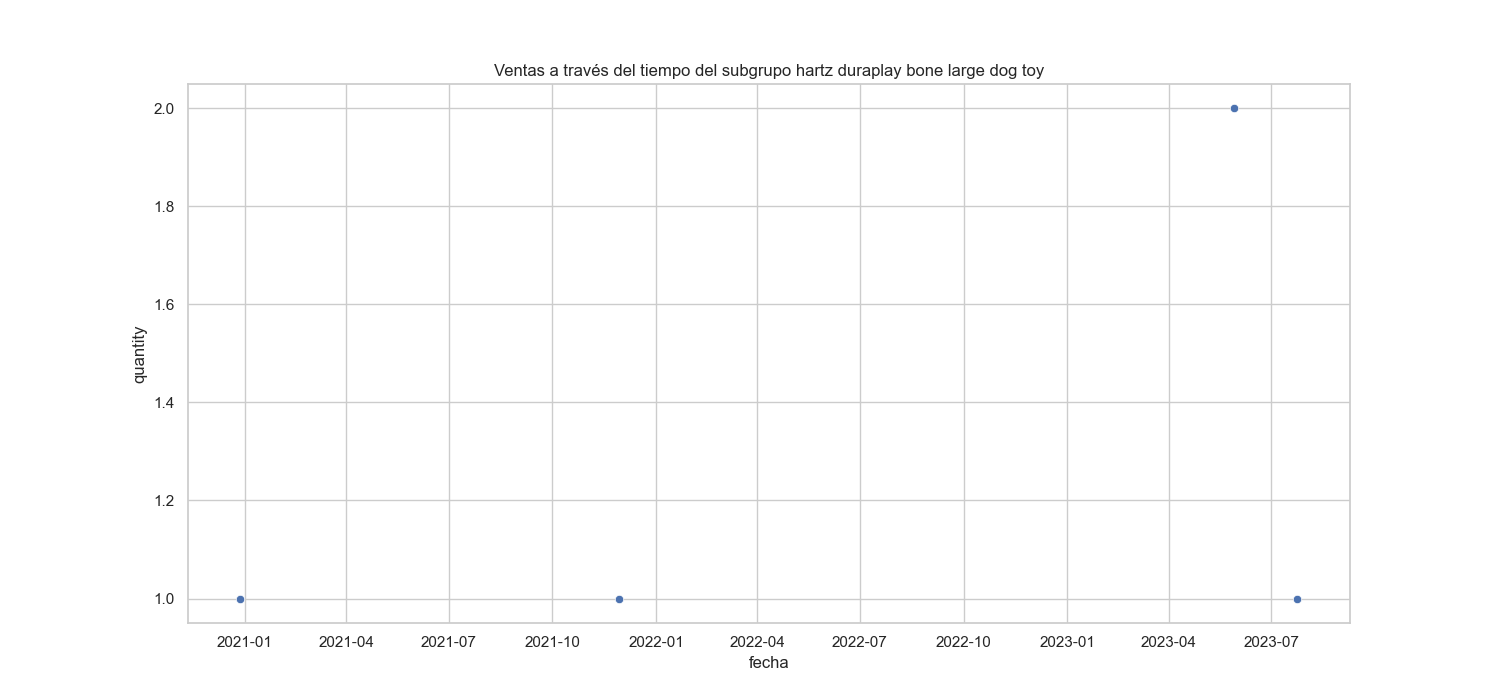 Ventas a través del tiempo del subgrupo hartz duraplay bone large dog toy
2.0
1.8
1.6
1.4
1.2
1.0
quantity
2021-01 2021-04 2021-07 2021-10 2022-01 2022-04 2022-07 2022-10 2023-01 2023-04 2023-07
fecha